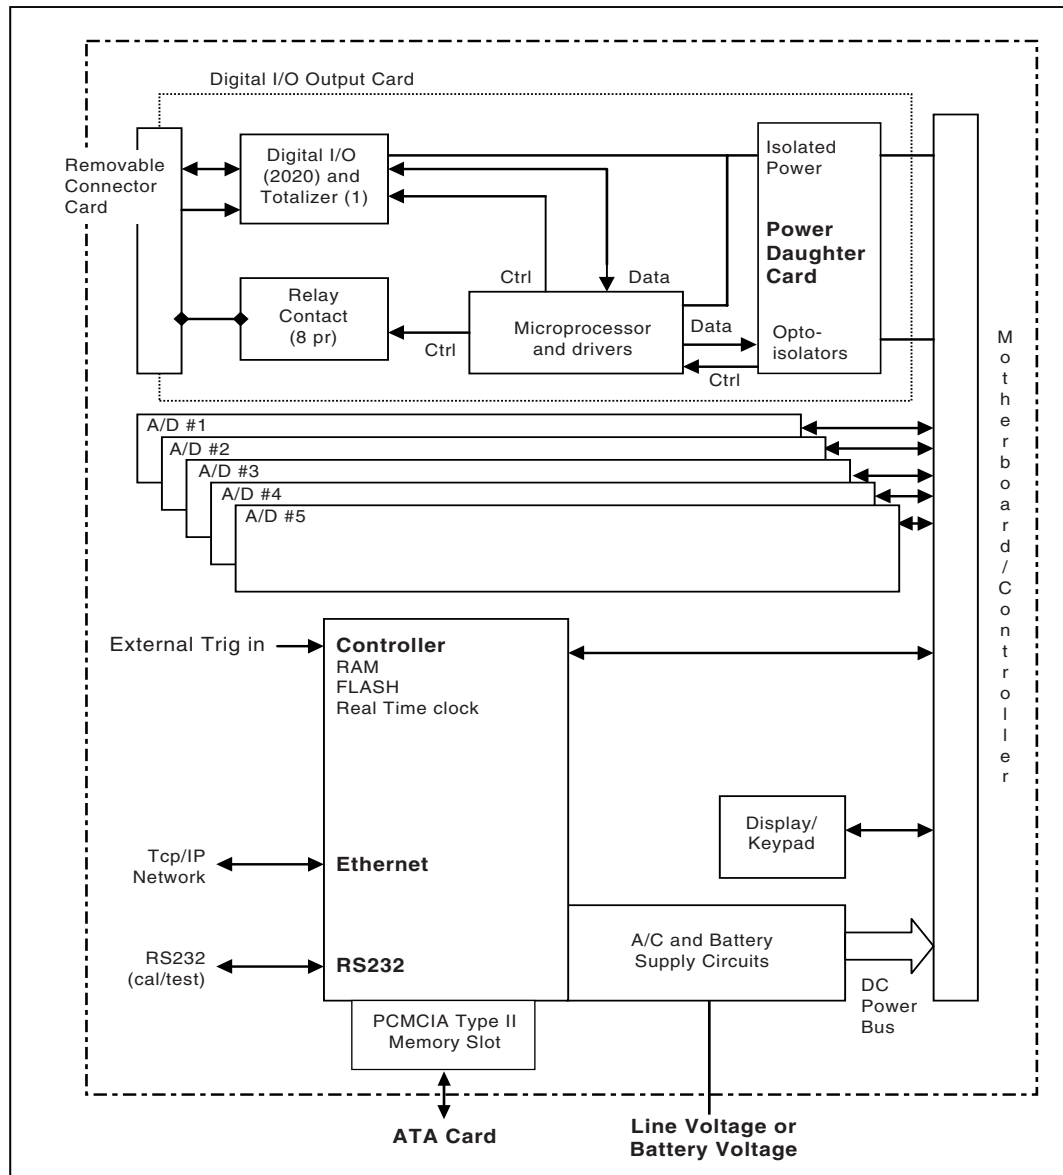 Digital I/O Output Card
Removable
Connector
Card
Digital I/O
(2020) and
Totalizer (1)
Isolated
Power
Power
Daughter
Card
Opto-
isolators
Ctrl
Data
Relay
Contact
(8 pr)
Ctrl
Microprocessor
and drivers
Data
Ctrl
Motherboard/Controller
A/D #1
A/D #2
A/D #3
A/D #4
A/D #5
External Trig in
Controller
RAM
FLASH
Real Time clock
Display/
Keypad
Tcp/IP
Network
Ethernet
RS232
(cal/test)
RS232
A/C and Battery
Supply Circuits
DC
Power
Bus
PCMCIA Type II
Memory Slot
ATA Card
Line Voltage or
Battery Voltage